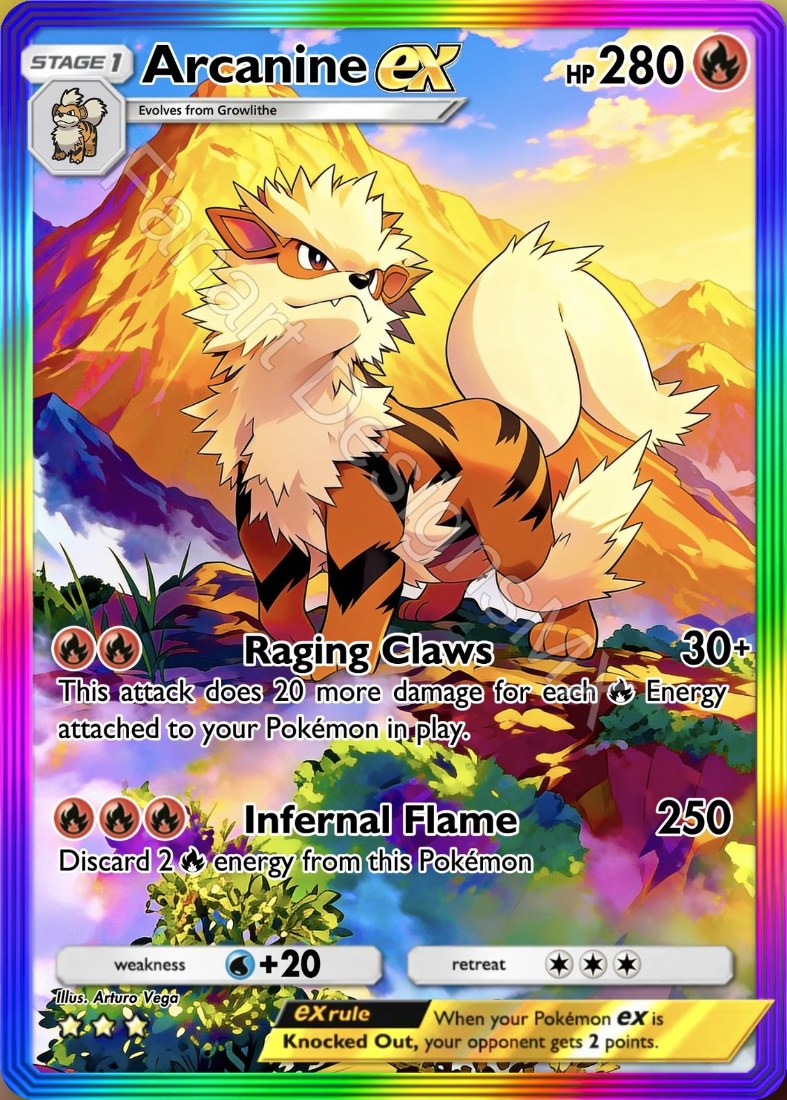 STAGE 1 Arcanine ex HP 280
Evolves from Growlithe
Fanart DesignsMX
Raging Claws 30+
This attack does 20 more damage for each Energy
attached to your Pokémon in play.
Infernal Flame 250
Discard 2 energy from this Pokémon
weakness +20 retreat
Illus. Arturo Vega
ex rule When your Pokémon ex is
Knocked Out, your opponent gets 2 points.